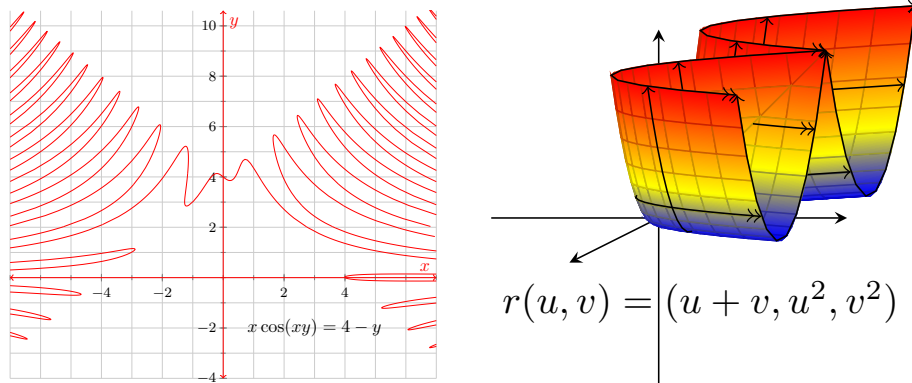 10
y
8
6
4
2
x
−4
−2
2
4
−2
x cos(xy) = 4 − y
−4
r(u, v) = (u + v, u², v²)